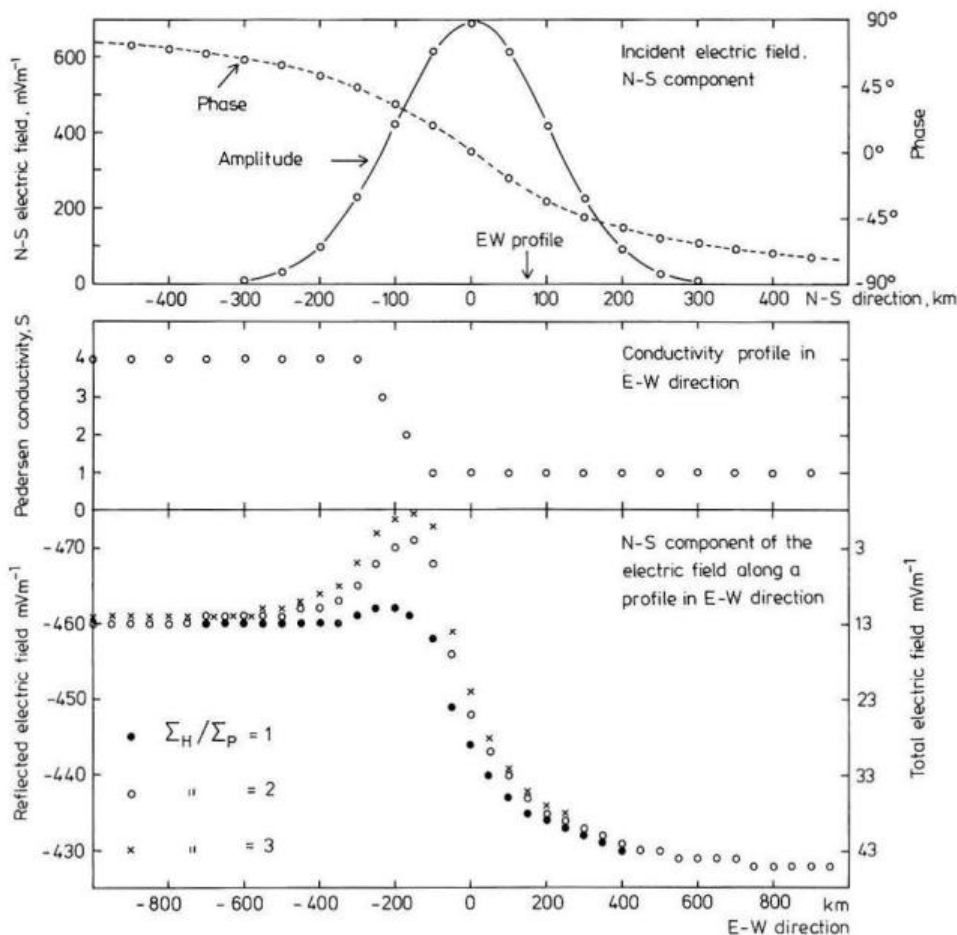 Incident electric field,
N-S component
Phase
Amplitude
EW profile
N-S electric field, mVm⁻¹
600
400
200
0
90°
45°
0°
-45°
-90°
Phase
-400 -300 -200 -100 0 100 200 300 400
N-S direction, km
Pedersen conductivity, S
4
3
2
1
0
Conductivity profile in
E-W direction
Reflected electric field mVm⁻¹
-470
-460
-450
-440
-430
N-S component of the
electric field along a
profile in E-W direction
3
13
23
33
43
Total electric field mVm⁻¹
● Σ_H/Σ_P = 1
○ " = 2
× " = 3
-800 -600 -400 -200 0 200 400 600 800 km
E-W direction